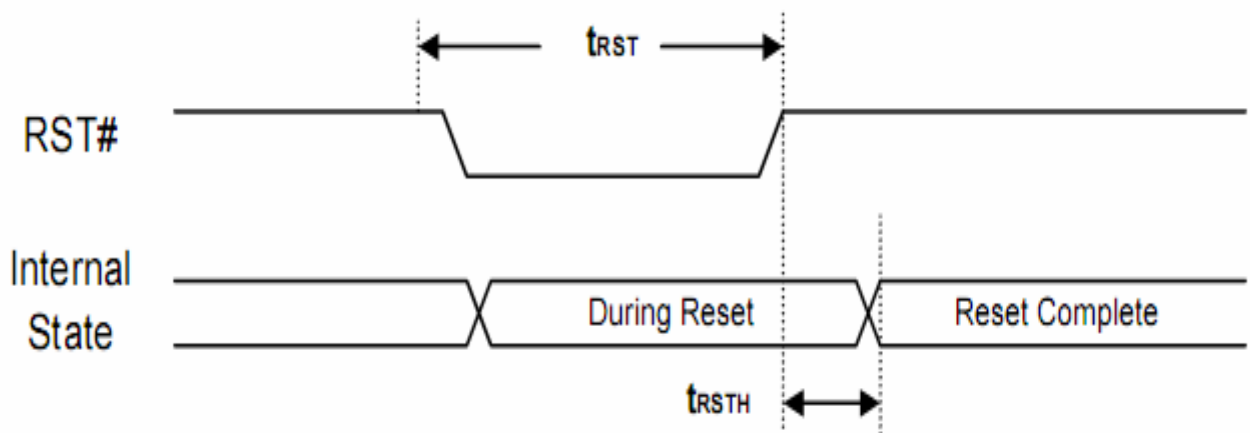 tRST
RST#
Internal
State
During Reset
Reset Complete
tRSTH